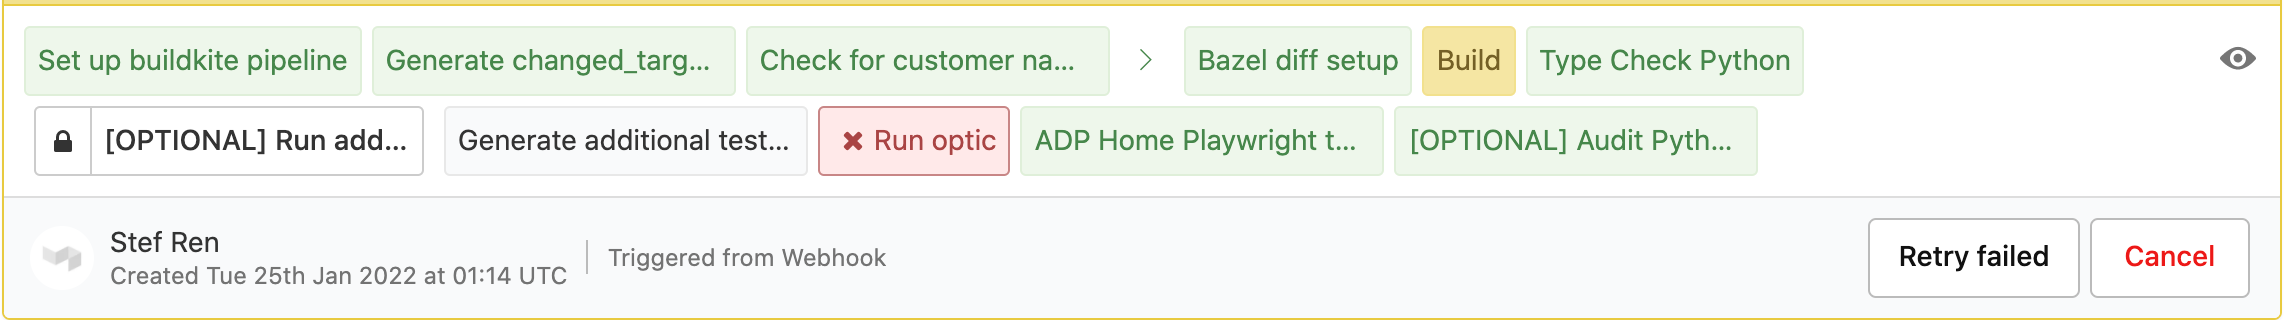 Set up buildkite pipeline Generate changed_targ... Check for customer na... Bazel diff setup Build Type Check Python
[OPTIONAL] Run add... Generate additional test... Run optic ADP Home Playwright t... [OPTIONAL] Audit Pyth...
Stef Ren
Created Tue 25th Jan 2022 at 01:14 UTC
Triggered from Webhook
Retry failed Cancel